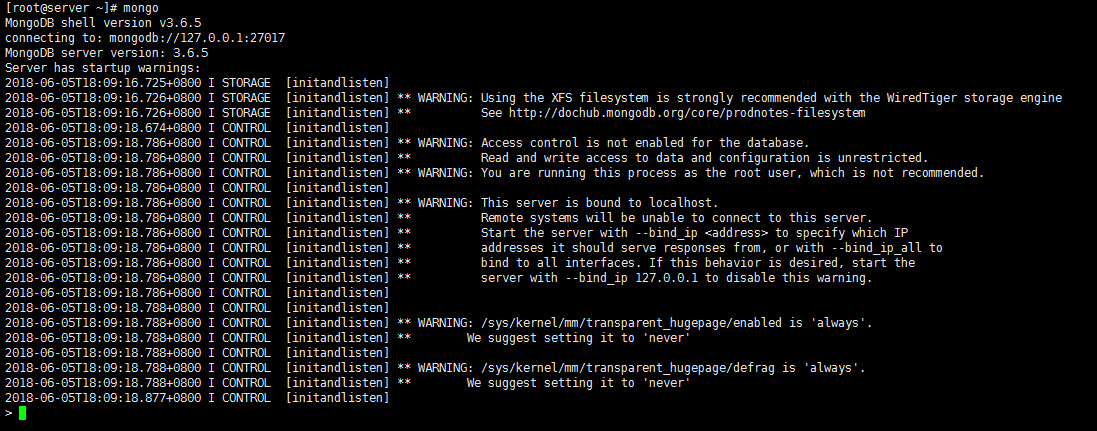 [root@server ~]# mongo
MongoDB shell version v3.6.5
connecting to: mongodb://127.0.0.1:27017
MongoDB server version: 3.6.5
Server has startup warnings:
2018-06-05T18:09:16.725+0800 I STORAGE  [initandlisten]
2018-06-05T18:09:16.726+0800 I STORAGE  [initandlisten] ** WARNING: Using the XFS filesystem is strongly recommended with the WiredTiger storage engine
2018-06-05T18:09:16.726+0800 I STORAGE  [initandlisten] **          See http://dochub.mongodb.org/core/prodnotes-filesystem
2018-06-05T18:09:18.674+0800 I CONTROL  [initandlisten]
2018-06-05T18:09:18.786+0800 I CONTROL  [initandlisten] ** WARNING: Access control is not enabled for the database.
2018-06-05T18:09:18.786+0800 I CONTROL  [initandlisten] **          Read and write access to data and configuration is unrestricted.
2018-06-05T18:09:18.786+0800 I CONTROL  [initandlisten] ** WARNING: You are running this process as the root user, which is not recommended.
2018-06-05T18:09:18.786+0800 I CONTROL  [initandlisten]
2018-06-05T18:09:18.786+0800 I CONTROL  [initandlisten] ** WARNING: This server is bound to localhost.
2018-06-05T18:09:18.786+0800 I CONTROL  [initandlisten] **          Remote systems will be unable to connect to this server.
2018-06-05T18:09:18.786+0800 I CONTROL  [initandlisten] **          Start the server with --bind_ip <address> to specify which IP
2018-06-05T18:09:18.786+0800 I CONTROL  [initandlisten] **          addresses it should serve responses from, or with --bind_ip_all to
2018-06-05T18:09:18.786+0800 I CONTROL  [initandlisten] **          bind to all interfaces. If this behavior is desired, start the
2018-06-05T18:09:18.786+0800 I CONTROL  [initandlisten] **          server with --bind_ip 127.0.0.1 to disable this warning.
2018-06-05T18:09:18.786+0800 I CONTROL  [initandlisten]
2018-06-05T18:09:18.788+0800 I CONTROL  [initandlisten]
2018-06-05T18:09:18.788+0800 I CONTROL  [initandlisten] ** WARNING: /sys/kernel/mm/transparent_hugepage/enabled is 'always'.
2018-06-05T18:09:18.788+0800 I CONTROL  [initandlisten] **        We suggest setting it to 'never'
2018-06-05T18:09:18.788+0800 I CONTROL  [initandlisten]
2018-06-05T18:09:18.788+0800 I CONTROL  [initandlisten] ** WARNING: /sys/kernel/mm/transparent_hugepage/defrag is 'always'.
2018-06-05T18:09:18.788+0800 I CONTROL  [initandlisten] **        We suggest setting it to 'never'
2018-06-05T18:09:18.877+0800 I CONTROL  [initandlisten]
>